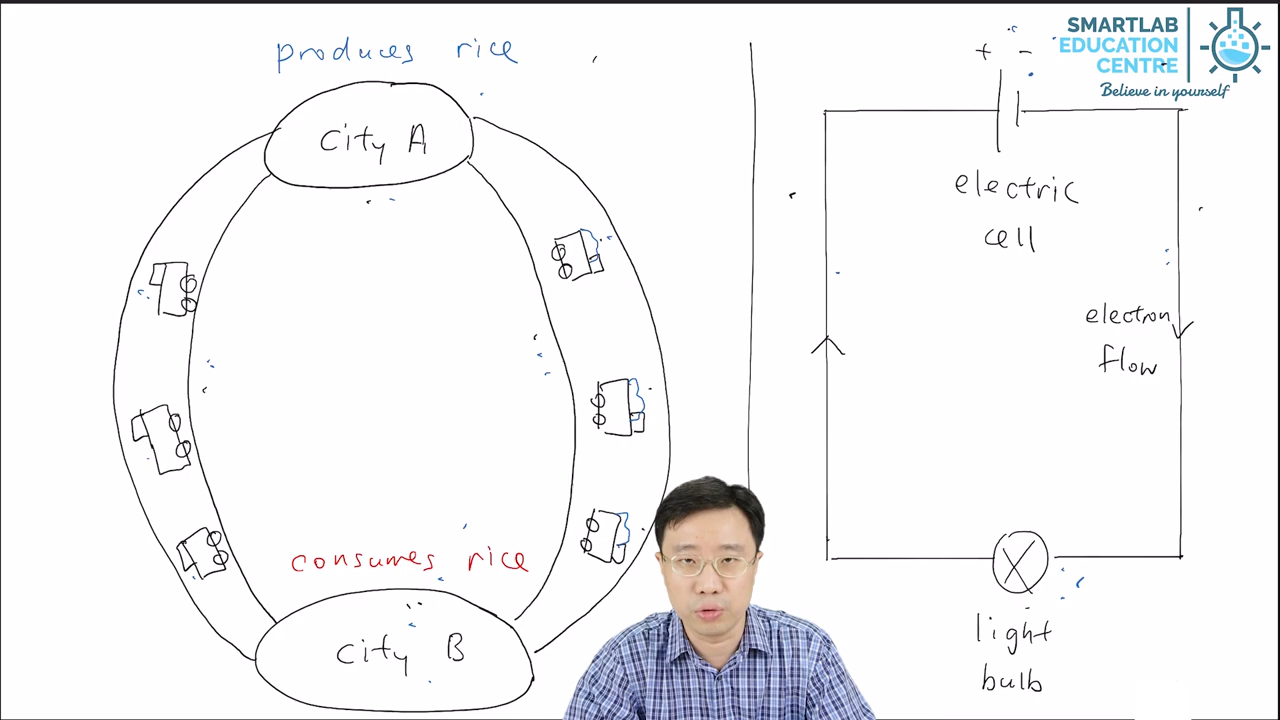 produces rice
city A
consumes rice
city B
+ -
electric
cell
electron
flow
light
bulb
SMARTLAB
EDUCATION
CENTRE
Believe in yourself